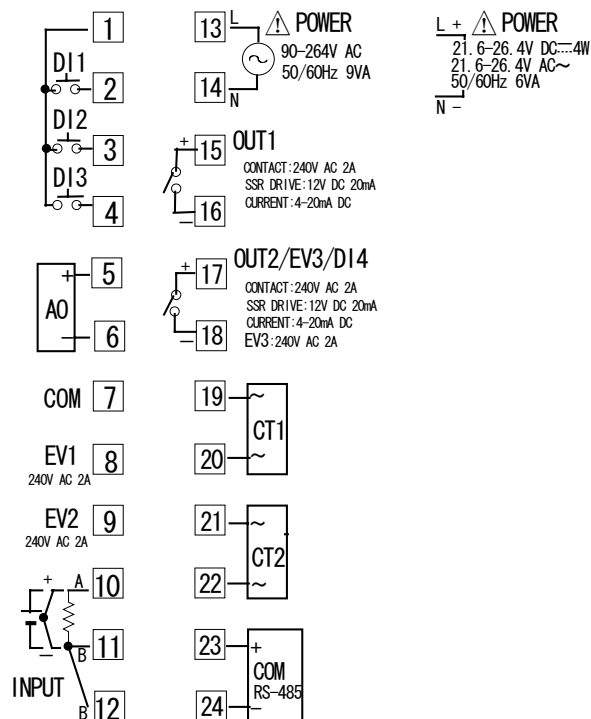 1
DI1
2
DI2
3
DI3
4
+
5
AO
−
6
COM 7
EV1 8
240V AC 2A
EV2 9
240V AC 2A
+ A 10
− B 11
INPUT
B 12
13 L ⚠ POWER
90-264V AC
50/60Hz 9VA
14 N
+ 15 OUT1
CONTACT:240V AC 2A
SSR DRIVE:12V DC 20mA
CURRENT:4-20mA DC
− 16
+ 17 OUT2/EV3/DI4
CONTACT:240V AC 2A
SSR DRIVE:12V DC 20mA
CURRENT:4-20mA DC
− 18 EV3:240V AC 2A
19 ~
CT1
20 ~
21 ~
CT2
22 ~
23 +
COM
RS-485
24 −
L + ⚠ POWER
21.6-26.4V DC⎓4W
21.6-26.4V AC~
50/60Hz 6VA
N −